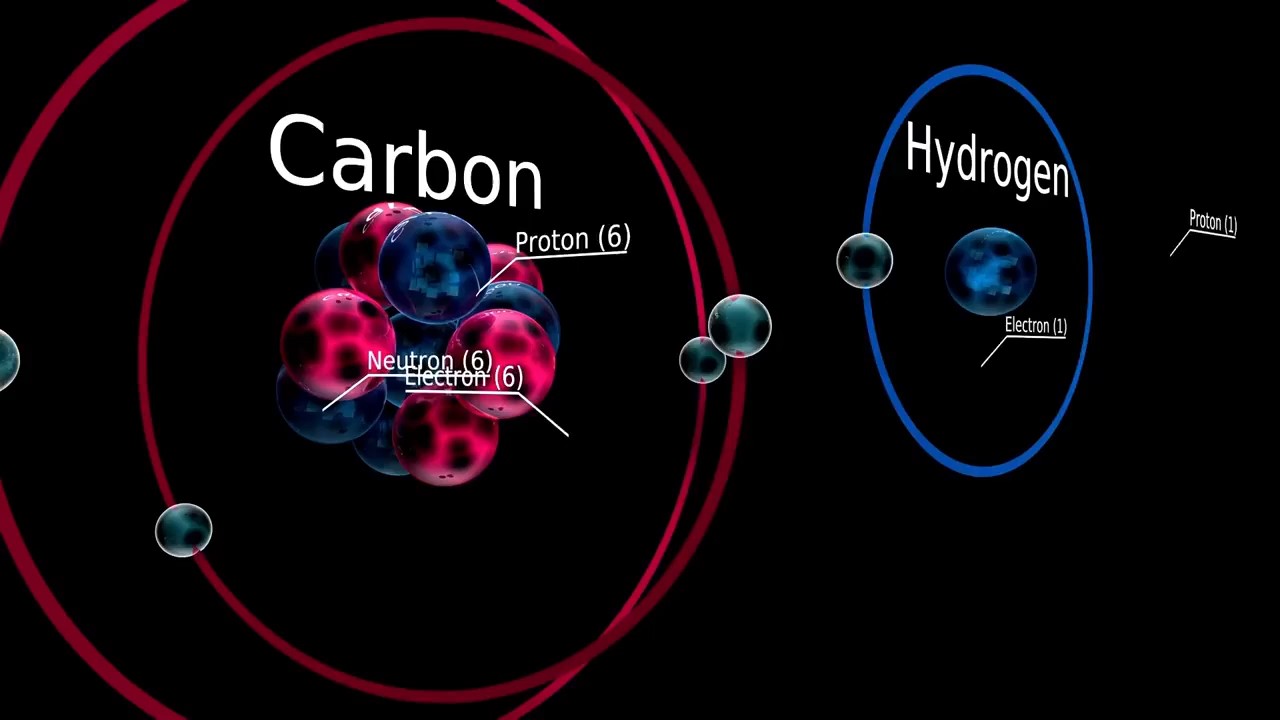 Carbon
Proton (6)
Neutron (6)
Electron (6)
Hydrogen
Proton (1)
Electron (1)